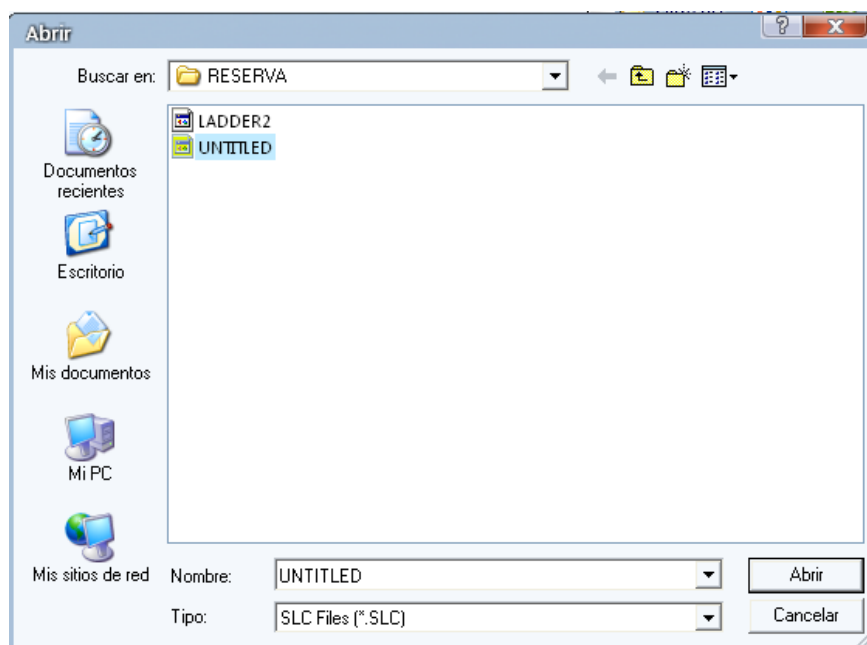 Abrir
Buscar en: RESERVA
LADDER2
UNTITLED
Documentos
recientes
Escritorio
Mis documentos
Mi PC
Mis sitios de red
Nombre: UNTITLED Abrir
Tipo: SLC Files (*.SLC) Cancelar